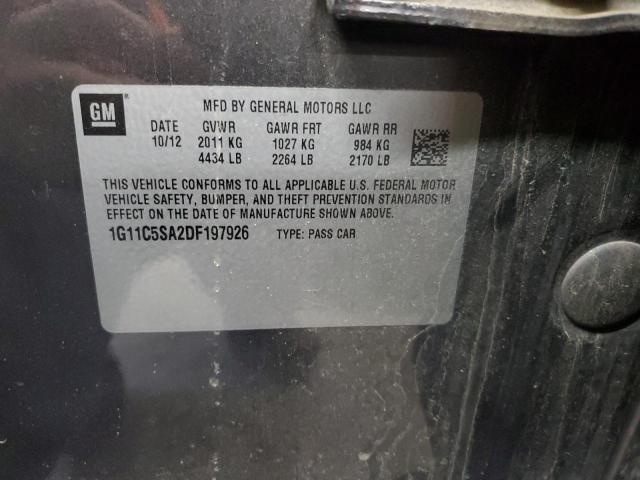 GM
MFD BY GENERAL MOTORS LLC
DATE GVWR GAWR FRT GAWR RR
10/12 2011 KG 1027 KG 984 KG
4434 LB 2264 LB 2170 LB
THIS VEHICLE CONFORMS TO ALL APPLICABLE U.S. FEDERAL MOTOR
VEHICLE SAFETY, BUMPER, AND THEFT PREVENTION STANDARDS IN
EFFECT ON THE DATE OF MANUFACTURE SHOWN ABOVE.
1G11C5SA2DF197926 TYPE: PASS CAR